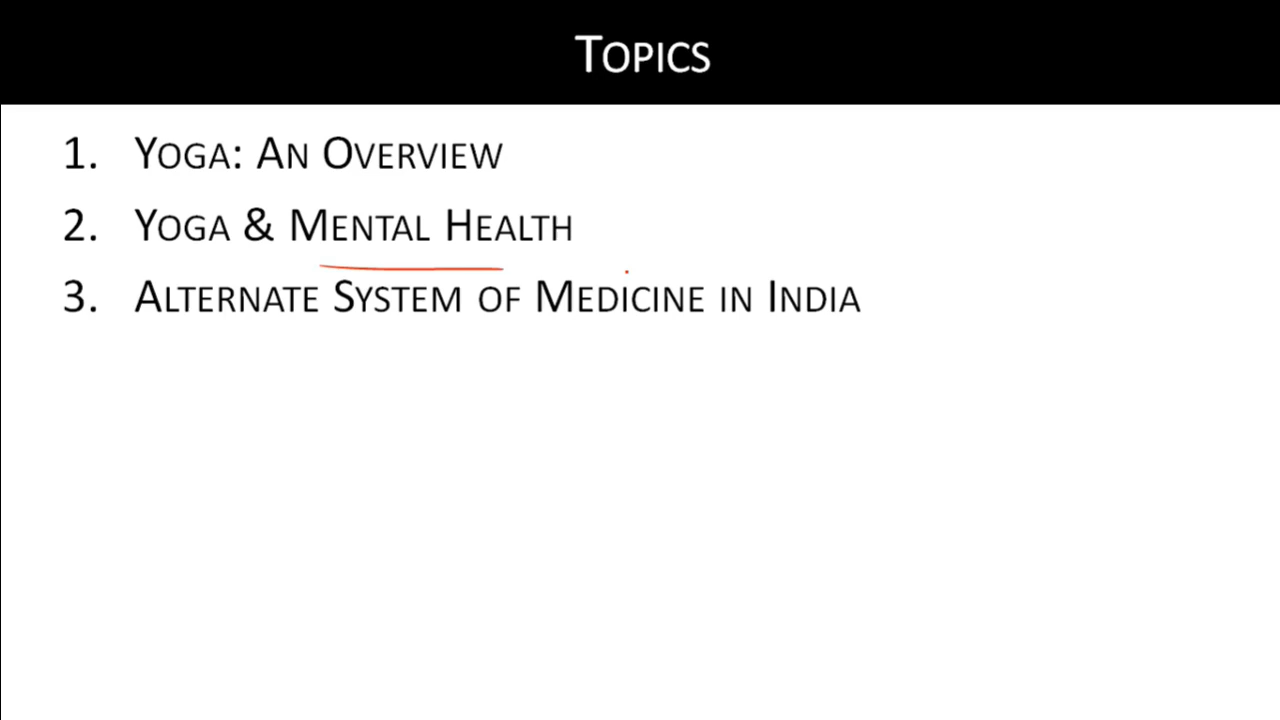 Topics
1. Yoga: An Overview
2. Yoga & Mental Health
3. Alternate System of Medicine in India